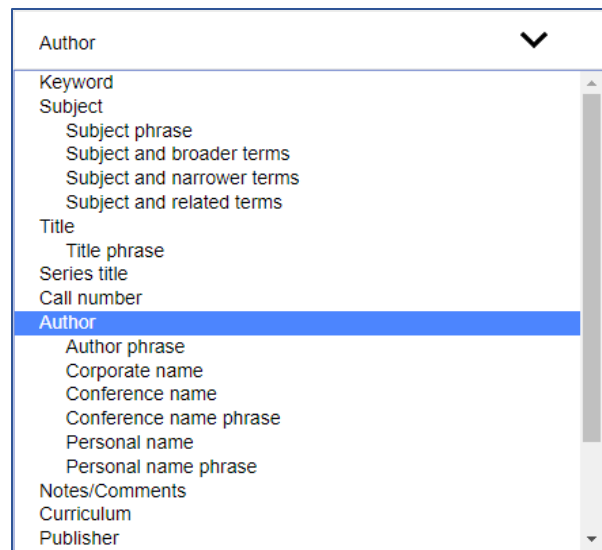 Author
Keyword
Subject
Subject phrase
Subject and broader terms
Subject and narrower terms
Subject and related terms
Title
Title phrase
Series title
Call number
Author
Author phrase
Corporate name
Conference name
Conference name phrase
Personal name
Personal name phrase
Notes/Comments
Curriculum
Publisher